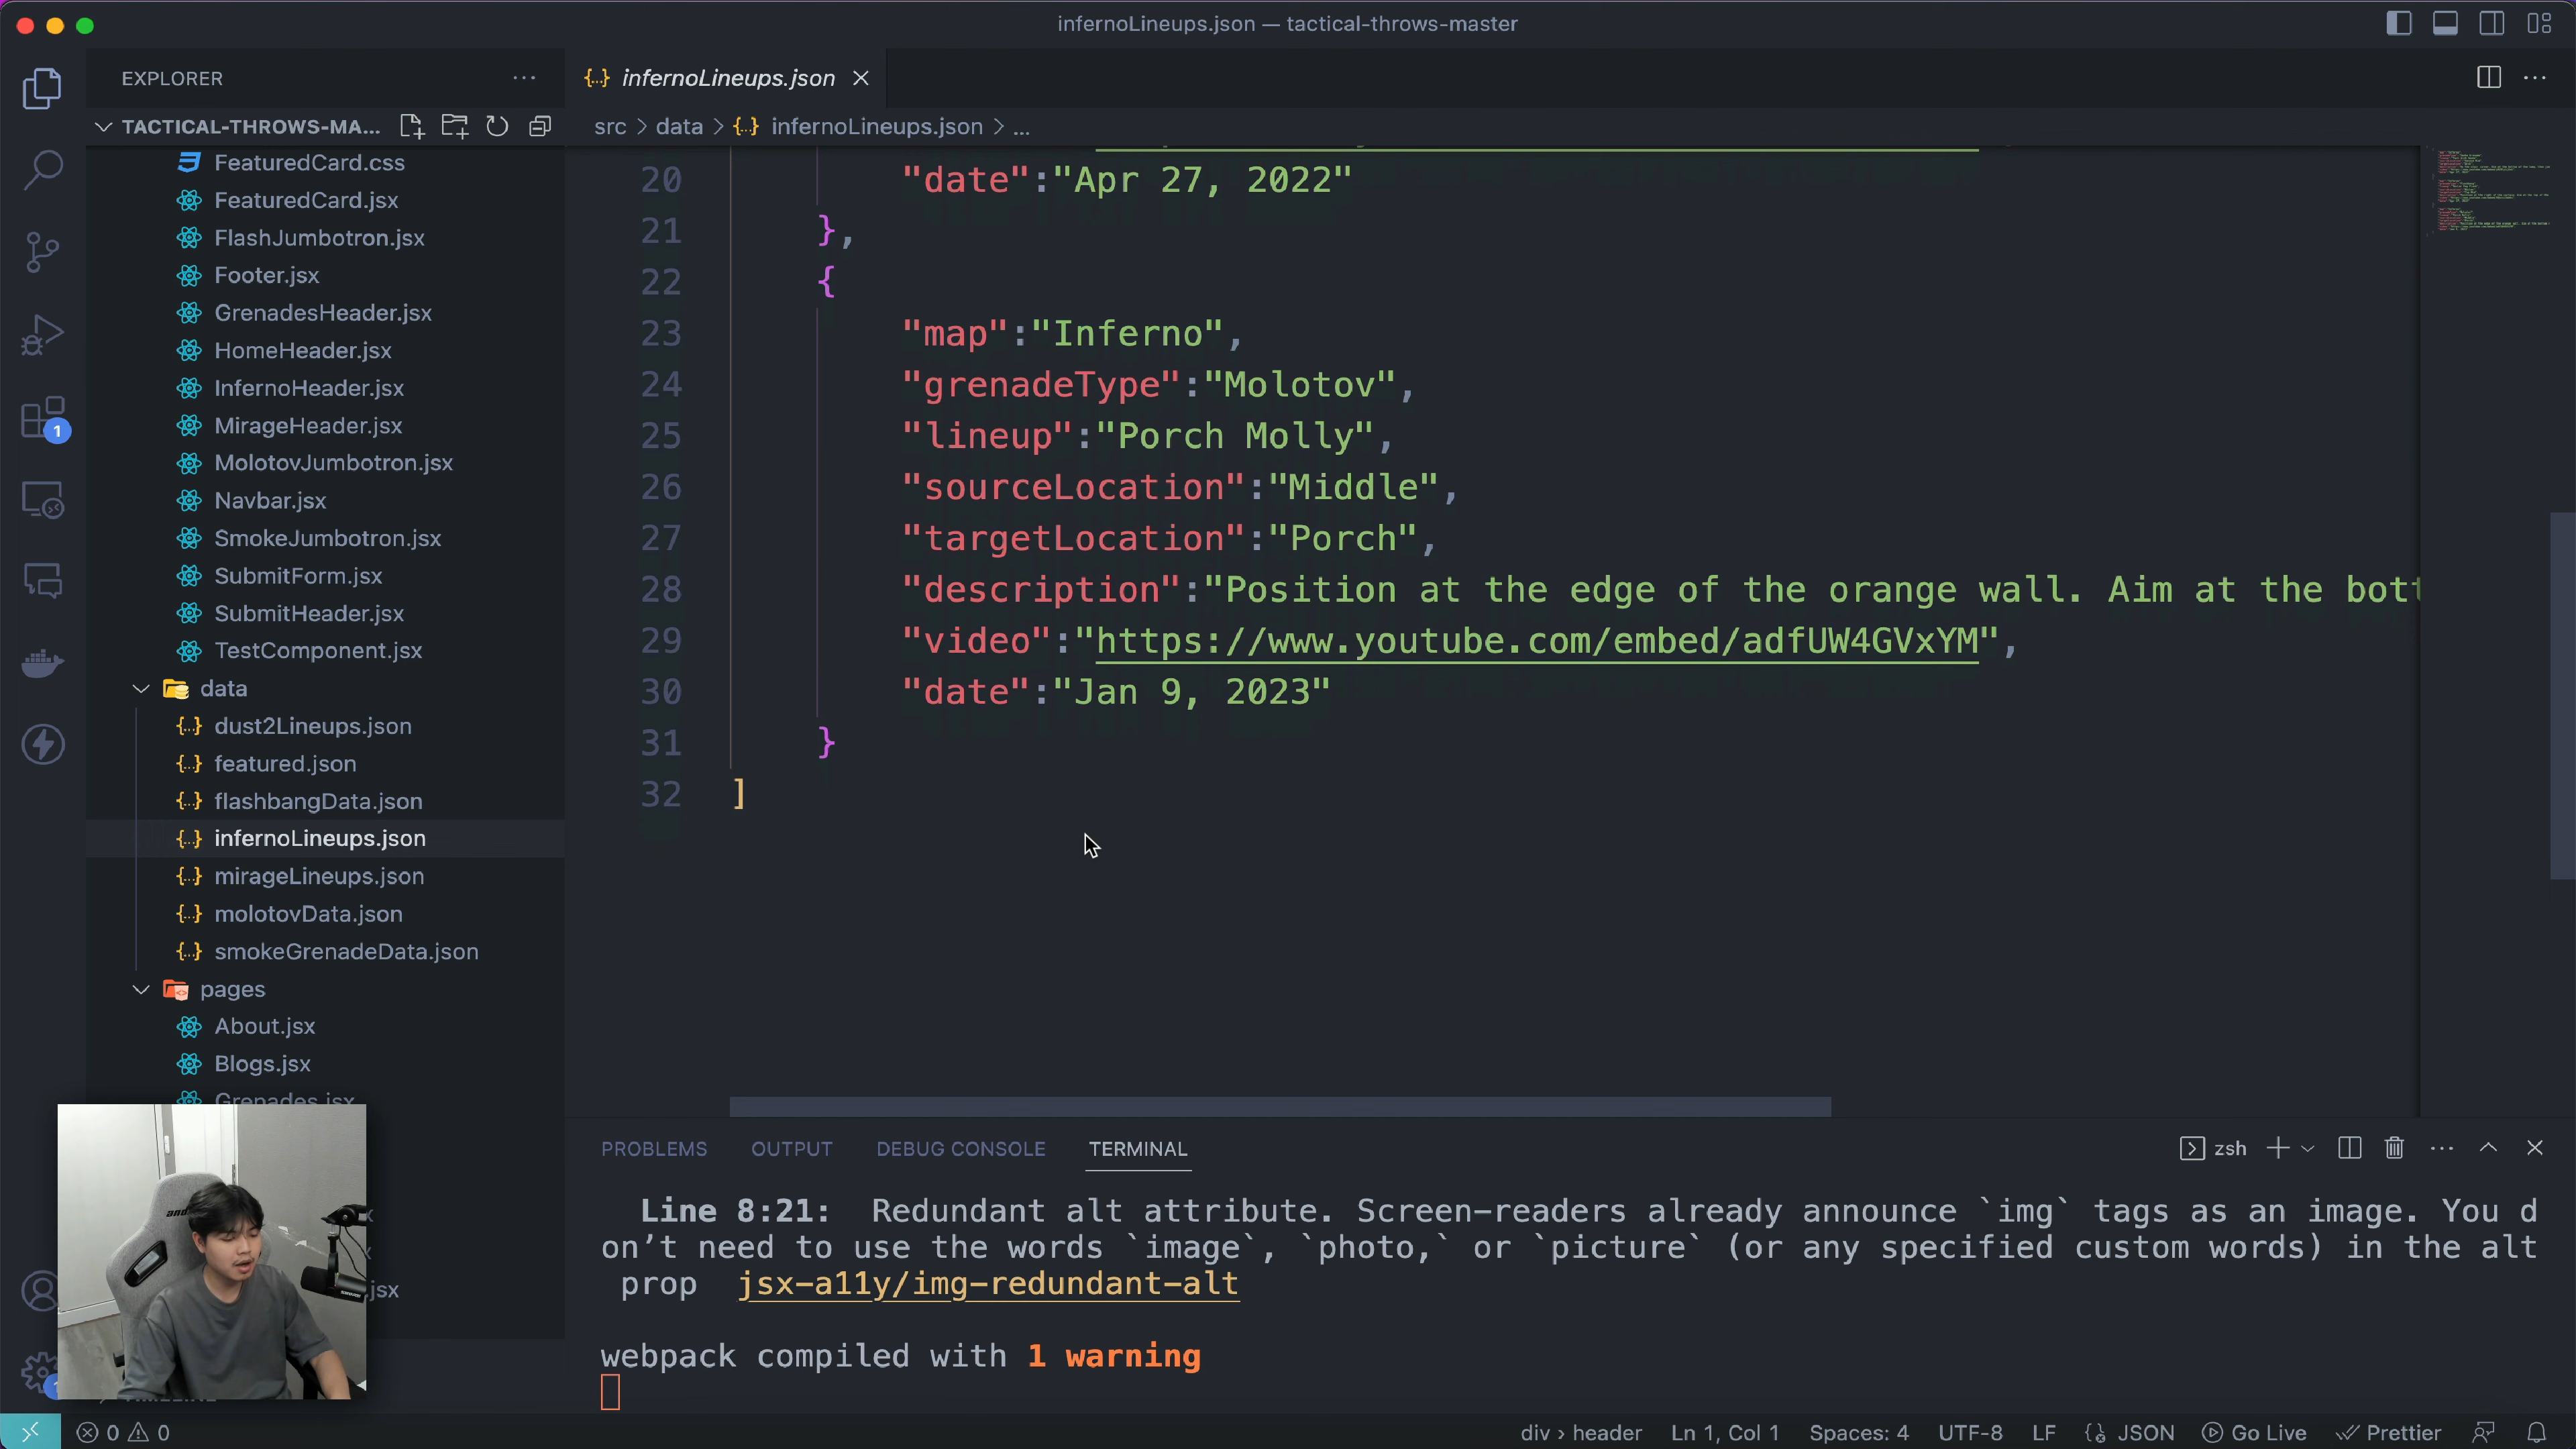 infernoLineups.json — tactical-throws-master
EXPLORER
TACTICAL-THROWS-MA...
FeaturedCard.css
FeaturedCard.jsx
FlashJumbotron.jsx
Footer.jsx
GrenadesHeader.jsx
HomeHeader.jsx
InfernoHeader.jsx
MirageHeader.jsx
MolotovJumbotron.jsx
Navbar.jsx
SmokeJumbotron.jsx
SubmitForm.jsx
SubmitHeader.jsx
TestComponent.jsx
data
dust2Lineups.json
featured.json
flashbangData.json
infernoLineups.json
mirageLineups.json
molotovData.json
smokeGrenadeData.json
pages
About.jsx
Blogs.jsx
Grenades.jsx
jsx
1
{..} infernoLineups.json
src > data > {..} infernoLineups.json > ...
20 "date":"Apr 27, 2022"
21 },
22 {
23 "map":"Inferno",
24 "grenadeType":"Molotov",
25 "lineup":"Porch Molly",
26 "sourceLocation":"Middle",
27 "targetLocation":"Porch",
28 "description":"Position at the edge of the orange wall. Aim at the bott
29 "video":"https://www.youtube.com/embed/adfUW4GVxYM",
30 "date":"Jan 9, 2023"
31 }
32 ]
PROBLEMS OUTPUT DEBUG CONSOLE TERMINAL
zsh
Line 8:21: Redundant alt attribute. Screen-readers already announce `img` tags as an image. You d
on’t need to use the words `image`, `photo,` or `picture` (or any specified custom words) in the alt
prop jsx-a11y/img-redundant-alt
webpack compiled with 1 warning
0 0
div › header Ln 1, Col 1 Spaces: 4 UTF-8 LF JSON Go Live Prettier